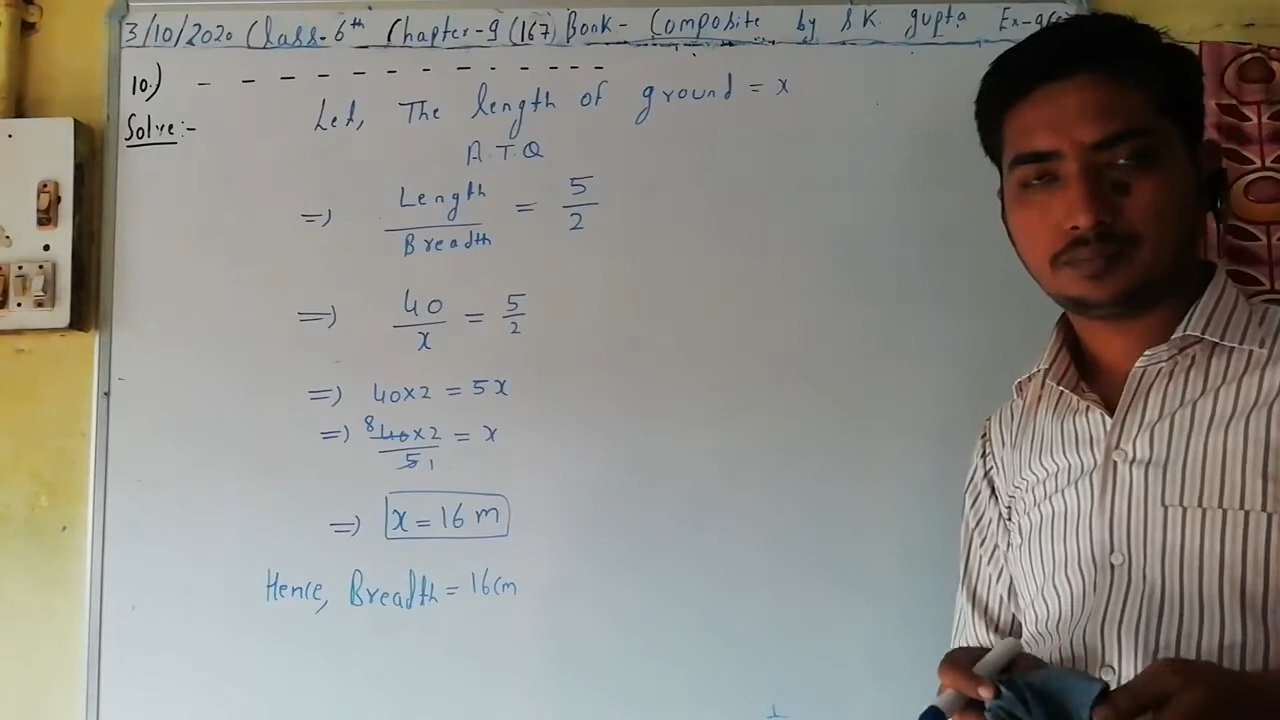 3/10/2020 Class-6th Chapter-9 (167) Book- Composite by S.K. gupta Ex-9
10.) - - - - - - - - - - - - -
Solve:-
Let, The length of ground = x
A.T.Q
=) Length/Breadth = 5/2
=) 40/x = 5/2
=) 40×2 = 5x
=) 8 40×2/5 1 = x
=) x = 16 m
Hence, Breadth = 16cm